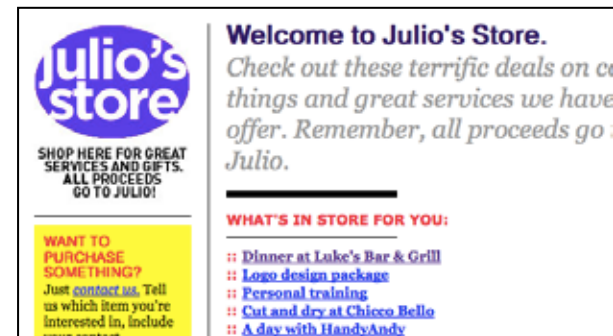 julio's
store
SHOP HERE FOR GREAT
SERVICES AND GIFTS.
ALL PROCEEDS
GO TO JULIO!
WANT TO
PURCHASE
SOMETHING?
Just contact us. Tell
us which item you're
interested in, include
Welcome to Julio's Store.
Check out these terrific deals on
things and great services we have
offer. Remember, all proceeds go
Julio.
WHAT'S IN STORE FOR YOU:
:: Dinner at Luke's Bar & Grill
:: Logo design package
:: Personal training
:: Cut and dry at Chicco Bello
:: A day with HandyAndy